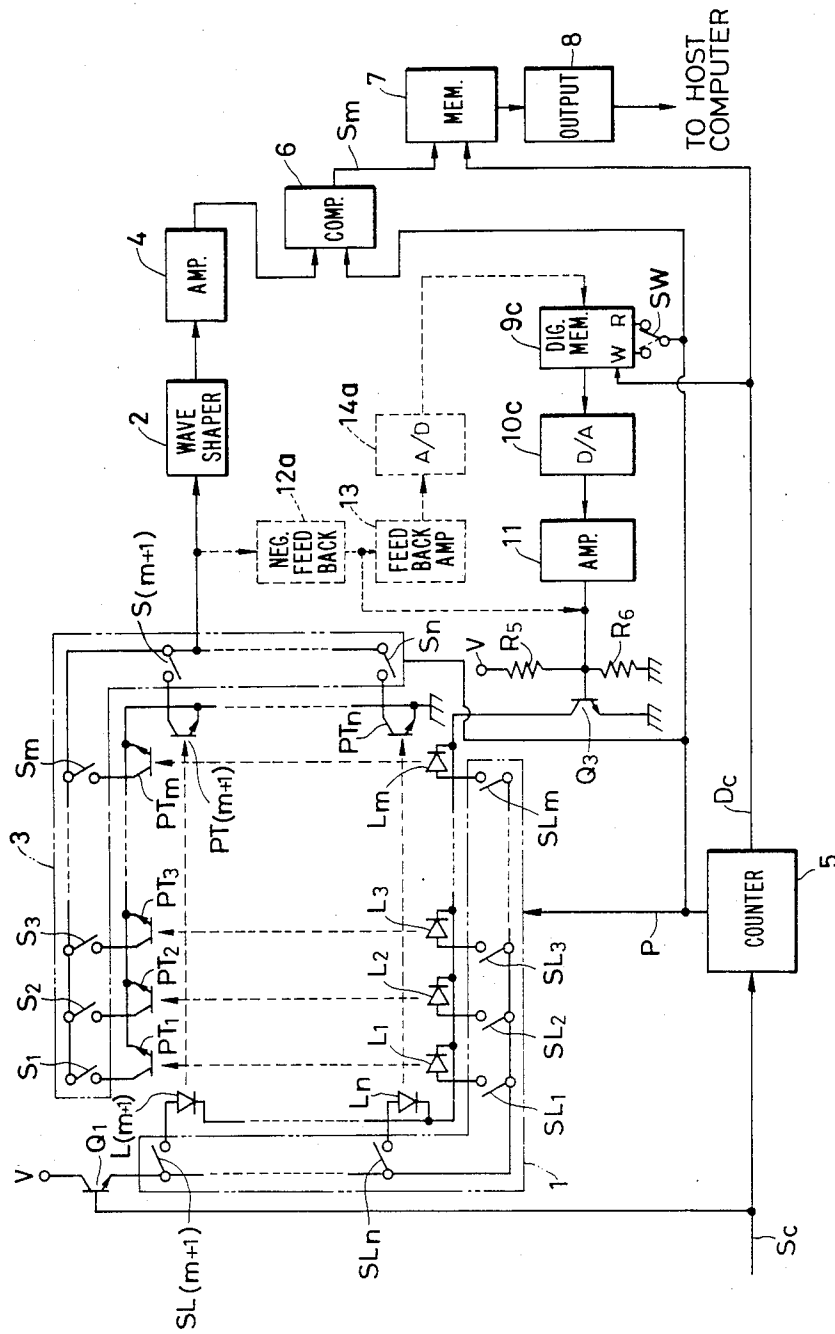 V
Q1
SL(m+1)
SLn
L(m+1)
Ln
1
Sc
S1
S2
S3
3
Sm
PT1
PT2
PT3
PTm
PT(m+1)
PTn
S(m+1)
Sn
L1
L2
L3
Lm
SL1
SL2
SL3
SLm
Q3
V
R5
R6
P
COUNTER
5
Dc
2
WAVE
SHAPER
4
AMP.
12a
NEG.
FEED
BACK
13
FEED
BACK
AMP
14a
A/D
11
AMP.
10c
D/A
9c
DIG.
MEM.
W R
SW
6
COMP.
Sm
7
MEM.
8
OUTPUT
TO HOST
COMPUTER